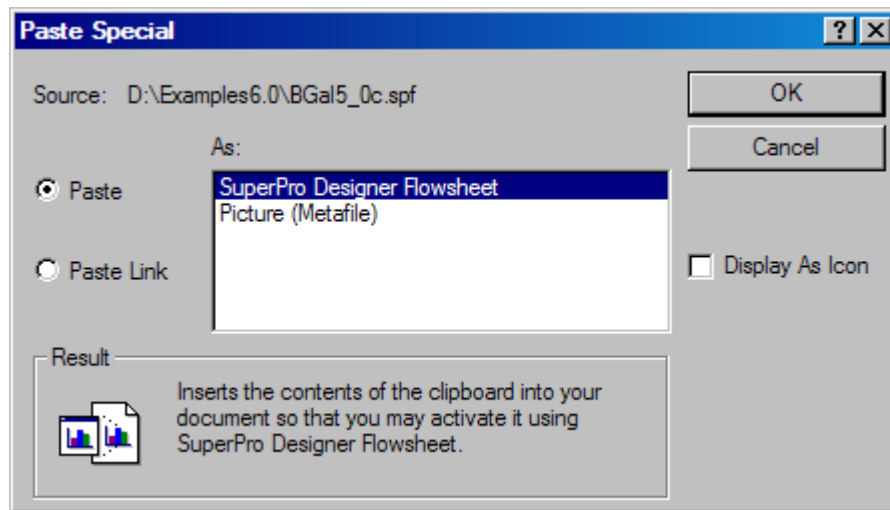 Paste Special
Source: D:\Examples6.0\BGal5_0c.spf
OK
Cancel
As:
Paste
SuperPro Designer Flowsheet
Picture (Metafile)
Paste Link
Display As Icon
Result
Inserts the contents of the clipboard into your
document so that you may activate it using
SuperPro Designer Flowsheet.